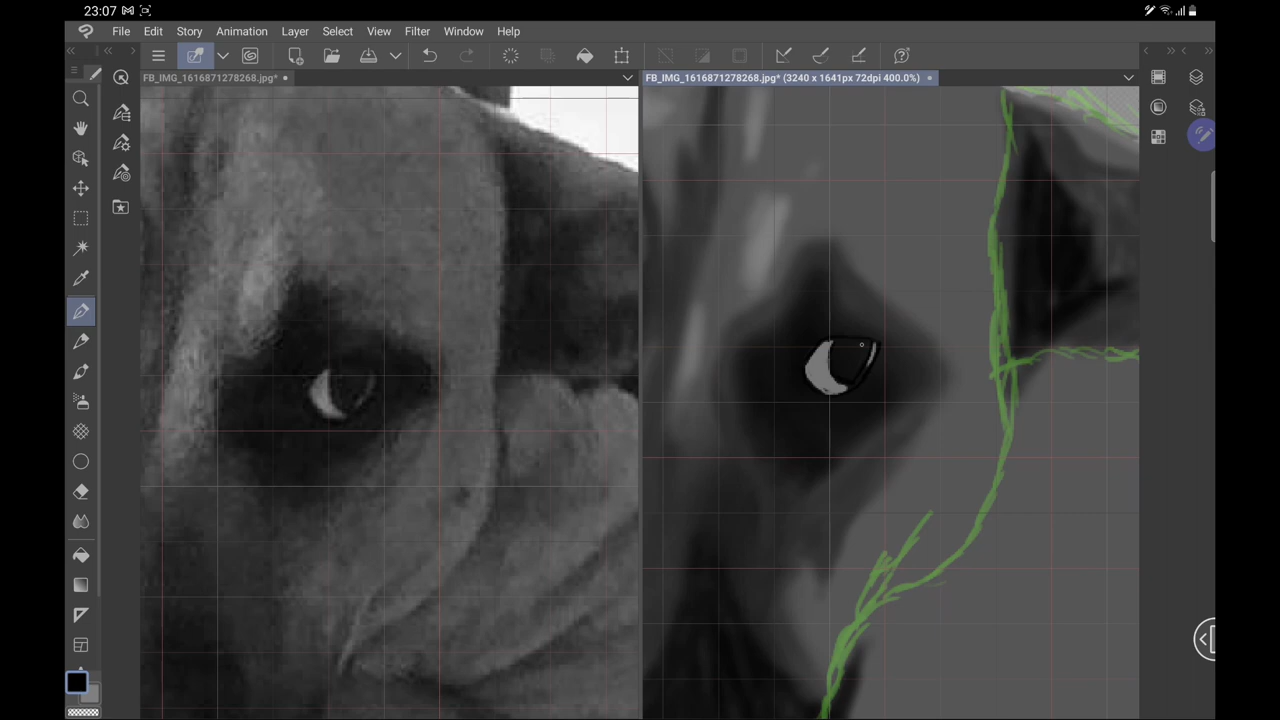 23:07
File Edit Story Animation Layer Select View Filter Window Help
FB_IMG_1616871278268.jpg*
FB_IMG_1616871278268.jpg* (3240 x 1641px 72dpi 400.0%)